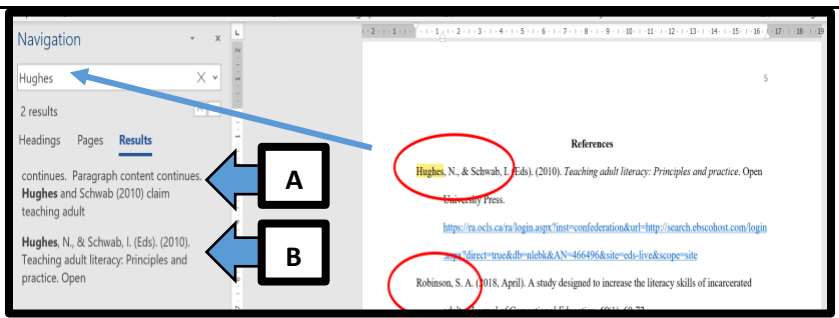 Navigation
Hughes
2 results
Headings Pages Results
continues. Paragraph content continues.
Hughes and Schwab (2010) claim
teaching adult
A
Hughes, N., & Schwab, I. (Eds). (2010).
Teaching adult literacy: Principles and
practice. Open
B
5
References
Hughes, N., & Schwab, I. (Eds). (2010). Teaching adult literacy: Principles and practice. Open
University Press.
https://ra.ocls.ca/ra/login.aspx?inst=confederation&url=http://search.ebscohost.com/login
.aspx?direct=true&db=nlebk&AN=466496&site=eds-live&scope=site
Robinson, S. A. (2018, April). A study designed to increase the literacy skills of incarcerated